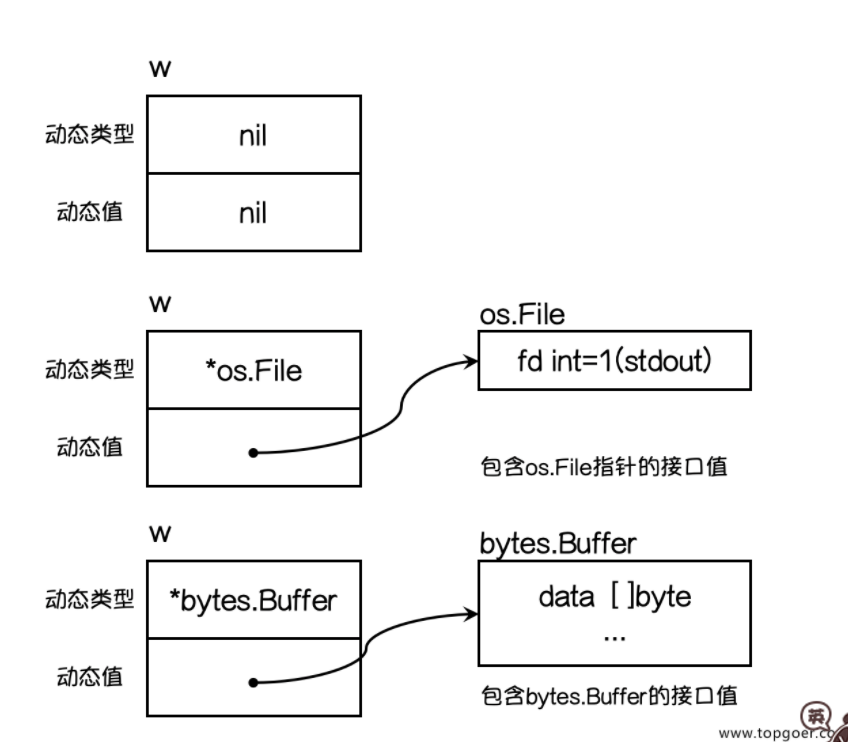 w
动态类型 nil
动态值 nil
w
os.File
动态类型 *os.File
fd int=1(stdout)
动态值
包含os.File指针的接口值
w
bytes.Buffer
动态类型 *bytes.Buffer
data [ ]byte
...
动态值
包含bytes.Buffer的接口值
英
www.topgoer.co